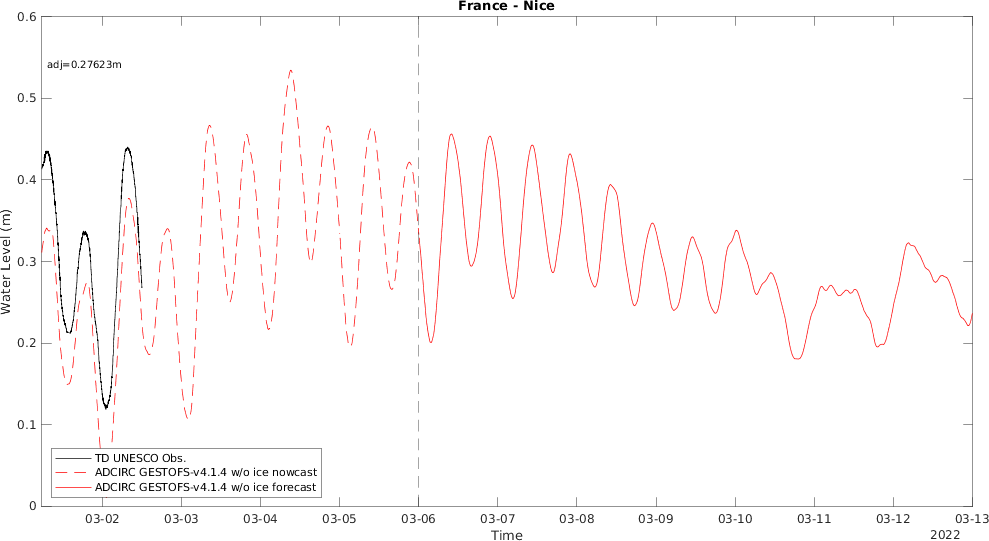 France - Nice
0.6
0.5
0.4
0.3
0.2
0.1
0
Water Level (m)
adj=0.27623m
TD UNESCO Obs.
ADCIRC GESTOFS-v4.1.4 w/o ice nowcast
ADCIRC GESTOFS-v4.1.4 w/o ice forecast
03-02 03-03 03-04 03-05 03-06 03-07 03-08 03-09 03-10 03-11 03-12 03-13
Time
2022